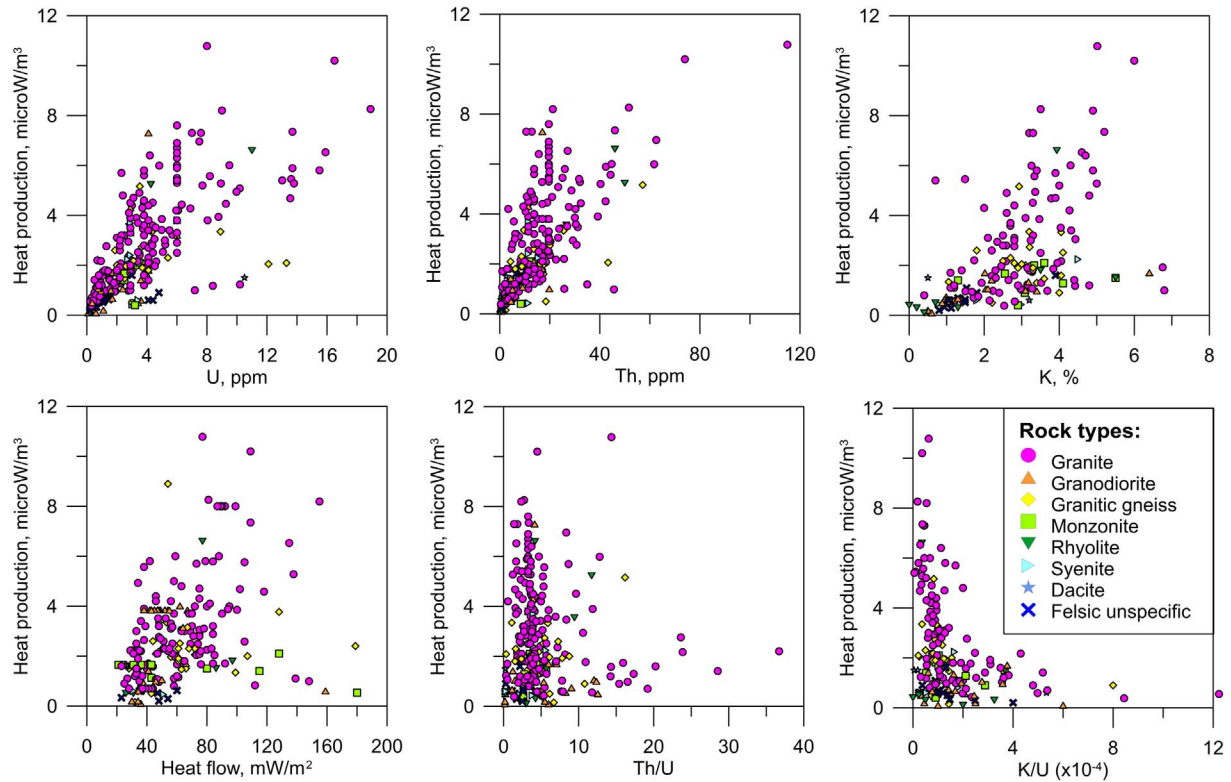 12
8
4
0
Heat production, microW/m³
0 4 8 12 16 20
U, ppm
12
8
4
0
Heat production, microW/m³
0 40 80 120
Th, ppm
12
8
4
0
Heat production, microW/m³
0 2 4 6 8
K, %
12
8
4
0
Heat production, microW/m³
0 40 80 120 160 200
Heat flow, mW/m²
12
8
4
0
Heat production, microW/m³
0 10 20 30 40
Th/U
12
8
4
0
Heat production, microW/m³
0 4 8 12
K/U (x10⁻⁴)
Rock types:
Granite
Granodiorite
Granitic gneiss
Monzonite
Rhyolite
Syenite
Dacite
Felsic unspecific